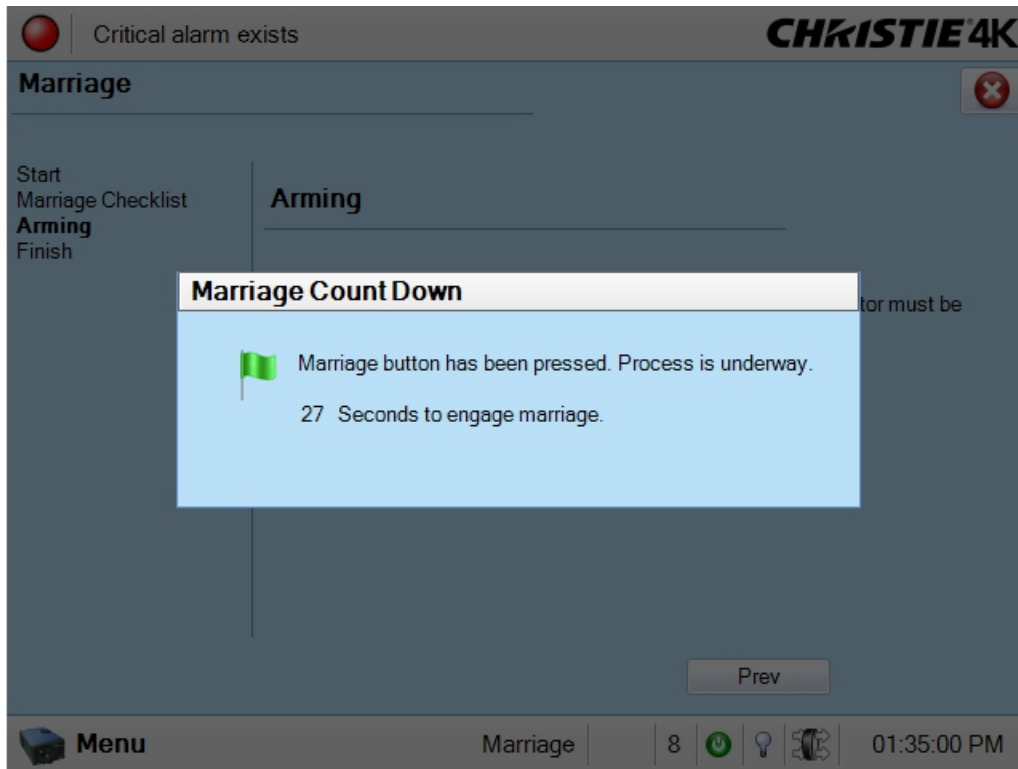 Critical alarm exists
CHRISTIE 4K
Marriage
Start
Marriage Checklist
Arming
Finish
Arming
tor must be
Marriage Count Down
Marriage button has been pressed. Process is underway.
27 Seconds to engage marriage.
Prev
Menu
Marriage
8
01:35:00 PM